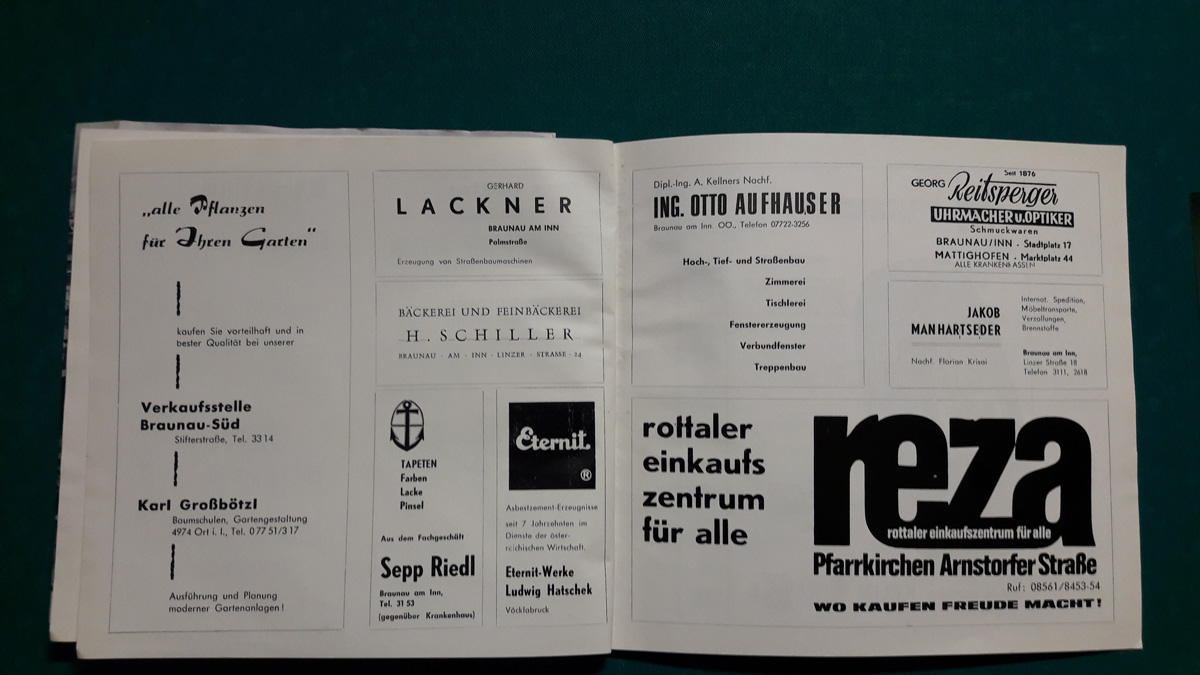 „alle Pflanzen
für Ihren Garten“
kaufen Sie vorteilhaft und in
bester Qualität bei unserer
Verkaufsstelle
Braunau-Süd
Stifterstraße, Tel. 33 14
Karl Großbötzl
Baumschulen, Gartengestaltung
4974 Ort i. I., Tel. 0 77 51/3 17
Ausführung und Planung
moderner Gartenanlagen!
GERHARD
LACKNER
BRAUNAU AM INN
Palmstraße
Erzeugung von Straßenbaumaschinen
BÄCKEREI UND FEINBÄCKEREI
H. SCHILLER
BRAUNAU · AM · INN · LINZER · STRASSE · 24
TAPETEN
Farben
Lacke
Pinsel
Aus dem Fachgeschäft
Sepp Riedl
Braunau am Inn,
Tel. 31 53
(gegenüber Krankenhaus)
Eternit
®
Asbestzement-Erzeugnisse
seit 7 Jahrzehnten im
Dienste der öster-
reichischen Wirtschaft.
Eternit-Werke
Ludwig Hatschek
Vöcklabruck
Dipl.-Ing. A. Kellners Nachf.
ING. OTTO AUFHAUSER
Braunau am Inn. OÖ., Telefon 07722-3256
Hoch-, Tief- und Straßenbau
Zimmerei
Tischlerei
Fenstererzeugung
Verbundfenster
Treppenbau
Seit 1876
GEORG Reitsperger
UHRMACHER u. OPTIKER
Schmuckwaren
BRAUNAU/INN · Stadtplatz 17
MATTIGHOFEN · Marktplatz 44
ALLE KRANKENKASSEN
JAKOB
MANHARTSEDER
Nachf. Florian Krisai
Internat. Spedition,
Möbeltransporte,
Verzollungen,
Brennstoffe
Braunau am Inn,
Linzer Straße 18
Telefon 3111, 2618
rottaler
einkaufs
zentrum
für alle
reza
rottaler einkaufszentrum für alle
Pfarrkirchen Arnstorfer Straße
Ruf: 08561/8453-54
WO KAUFEN FREUDE MACHT!